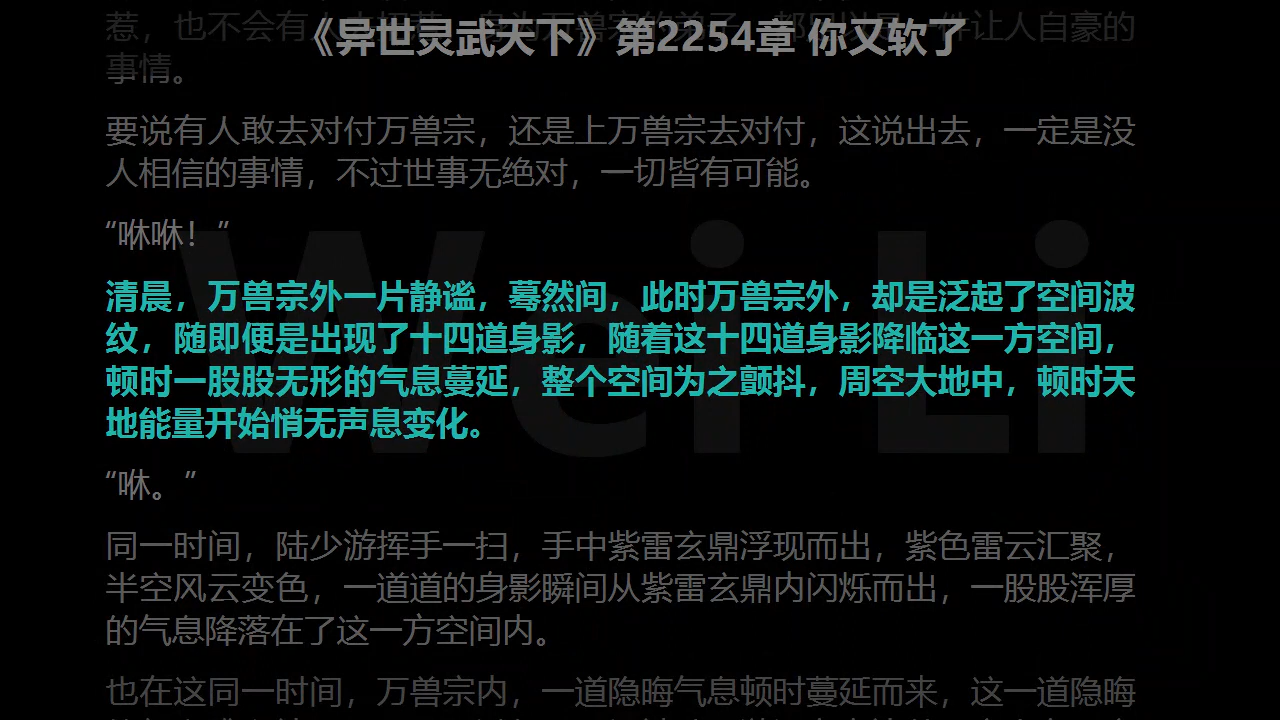 《异世灵武天下》第2254章 你又软了
惹，也不会有人
让人自豪的
事情。
要说有人敢去对付万兽宗，还是上万兽宗去对付，这说出去，一定是没
人相信的事情，不过世事无绝对，一切皆有可能。
“咻咻！”
清晨，万兽宗外一片静谧，蓦然间，此时万兽宗外，却是泛起了空间波
纹，随即便是出现了十四道身影，随着这十四道身影降临这一方空间，
顿时一股股无形的气息蔓延，整个空间为之颤抖，周空大地中，顿时天
地能量开始悄无声息变化。
Wei Li
“咻。”
同一时间，陆少游挥手一扫，手中紫雷玄鼎浮现而出，紫色雷云汇聚，
半空风云变色，一道道的身影瞬间从紫雷玄鼎内闪烁而出，一股股浑厚
的气息降落在了这一方空间内。
也在这同一时间，万兽宗内，一道隐晦气息顿时蔓延而来，这一道隐晦